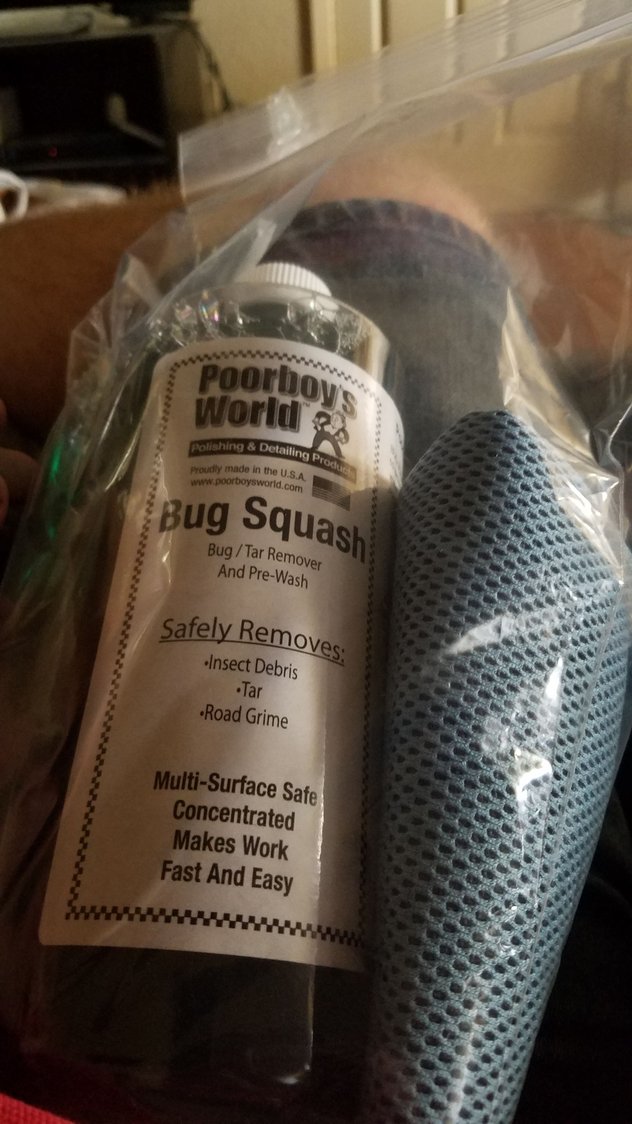 Poorboy's
World™
Polishing & Detailing Products
Proudly made in the U.S.A.
www.poorboysworld.com
Bug Squash
Bug / Tar Remover
And Pre-Wash
Safely Removes:
•Insect Debris
•Tar
•Road Grime
Multi-Surface Safe
Concentrated
Makes Work
Fast And Easy